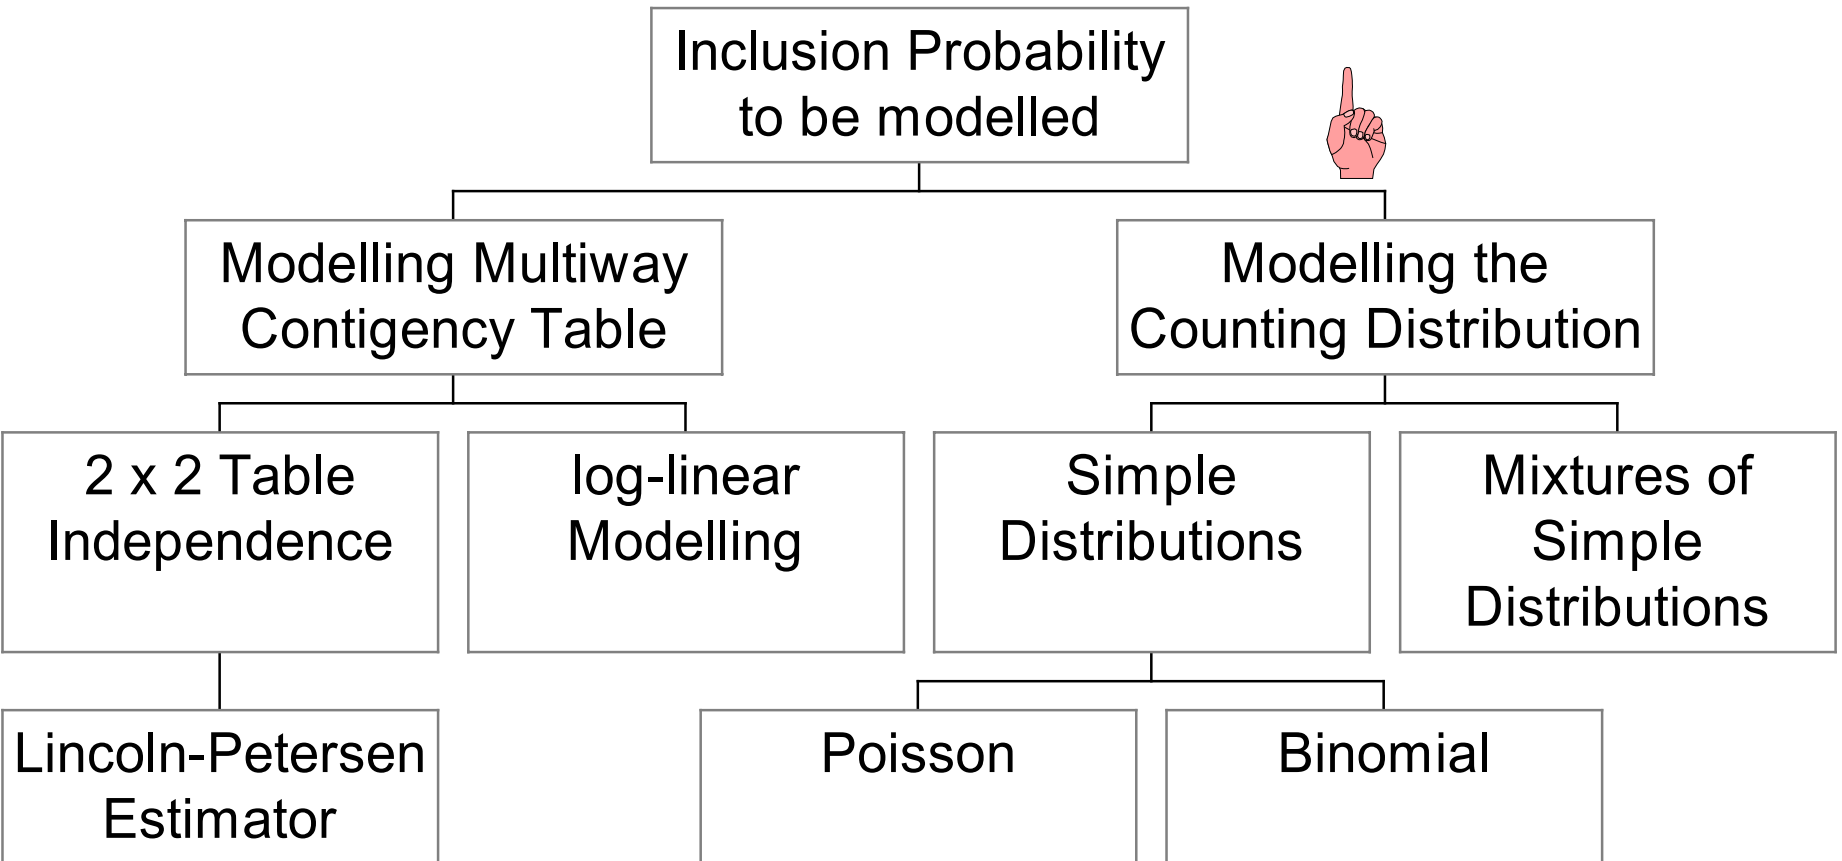 Inclusion Probability
to be modelled
Modelling Multiway
Contigency Table
Modelling the
Counting Distribution
2 x 2 Table
Independence
log-linear
Modelling
Simple
Distributions
Mixtures of
Simple
Distributions
Lincoln-Petersen
Estimator
Poisson
Binomial